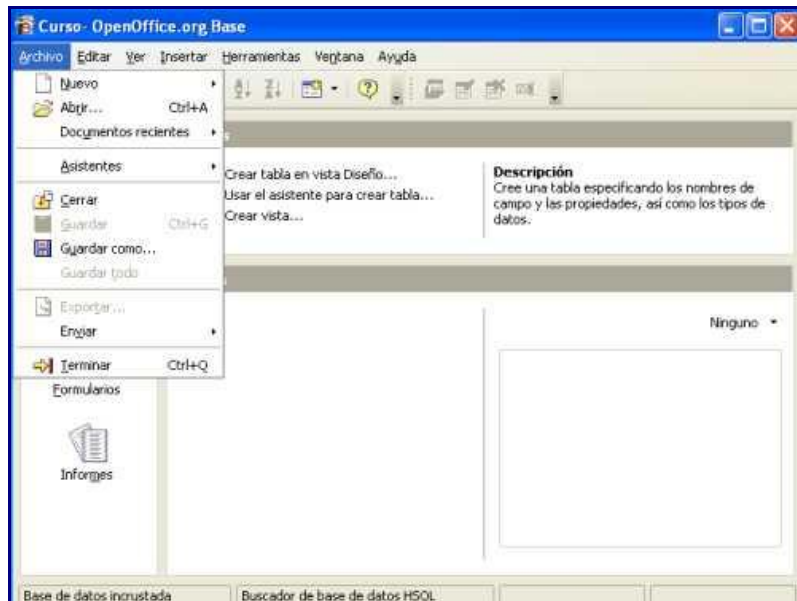 Curso- OpenOffice.org Base
Archivo Editar Ver Insertar Herramientas Ventana Ayuda
Nuevo
Abrir... Ctrl+A
Documentos recientes
Asistentes
Cerrar
Guardar Ctrl+G
Guardar como...
Guardar todo
Exportar...
Enviar
Terminar Ctrl+Q
Crear tabla en vista Diseño...
Usar el asistente para crear tabla...
Crear vista...
Descripción
Cree una tabla especificando los nombres de
campo y las propiedades, así como los tipos de
datos.
Ninguno
Formularios
Informes
Base de datos incrustada Buscador de base de datos HSQL